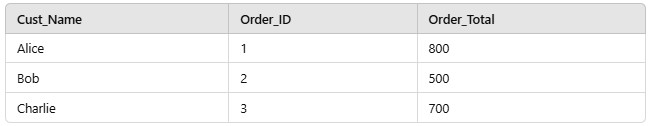 Cust_Name Order_ID Order_Total
Alice 1 800
Bob 2 500
Charlie 3 700